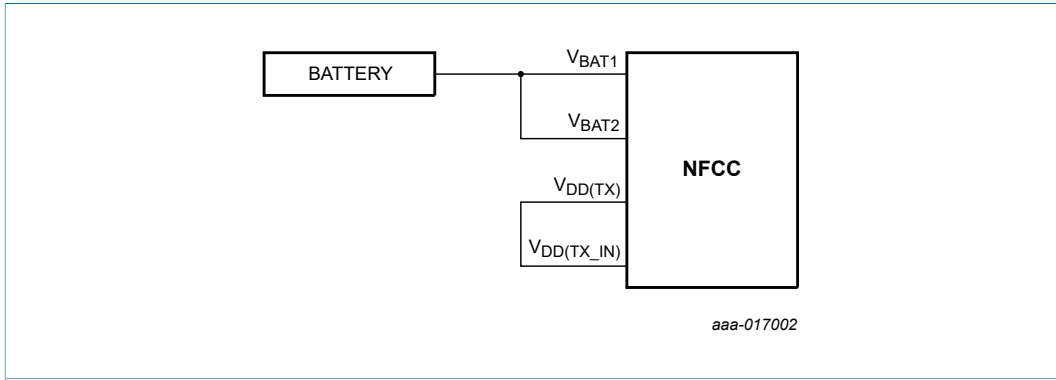 BATTERY
VBAT1
VBAT2
VDD(TX)
VDD(TX_IN)
NFCC
aaa-017002